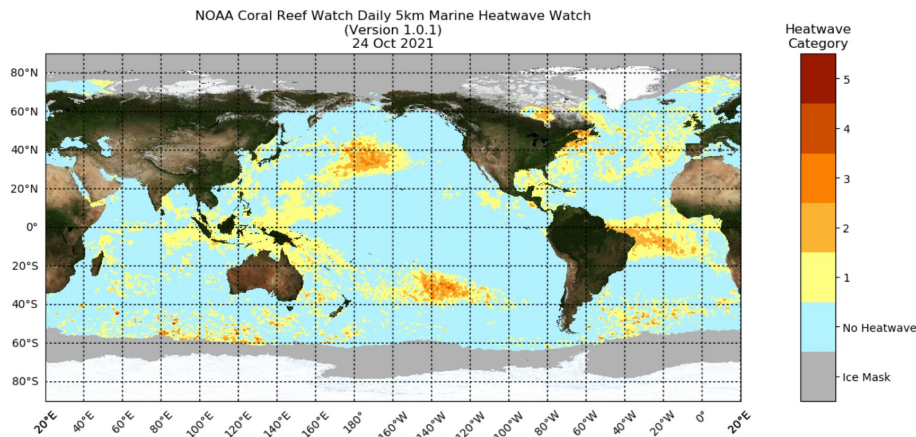 NOAA Coral Reef Watch Daily 5km Marine Heatwave Watch
(Version 1.0.1)
24 Oct 2021
Heatwave
Category
80°N
60°N
40°N
20°N
0°
20°S
40°S
60°S
80°S
20°E 40°E 60°E 80°E 100°E 120°E 140°E 160°E 180° 160°W 140°W 120°W 100°W 80°W 60°W 40°W 20°W 0° 20°E
5
4
3
2
1
No Heatwave
Ice Mask